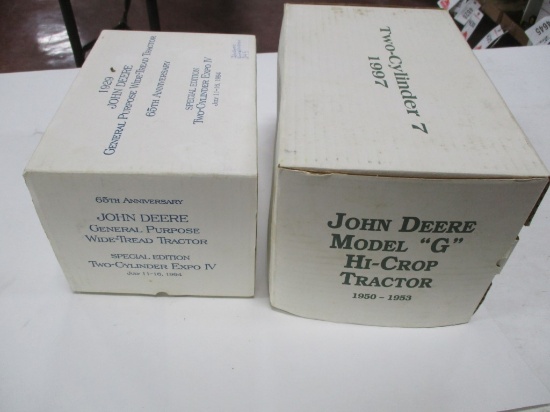 1929
JOHN DEERE
GENERAL PURPOSE WIDE-TREAD TRACTOR
65TH ANNIVERSARY
SPECIAL EDITION
TWO-CYLINDER EXPO IV
65TH ANNIVERSARY
JOHN DEERE
GENERAL PURPOSE
WIDE-TREAD TRACTOR
SPECIAL EDITION
TWO-CYLINDER EXPO IV
TWO-CYLINDER 7
1997
JOHN DEERE
MODEL "G"
HI-CROP
TRACTOR
1950 - 1953